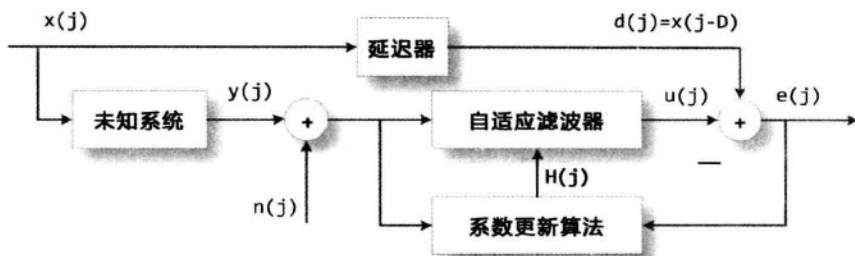 x(j)
延迟器
d(j)=x(j-D)
未知系统
y(j)
+
自适应滤波器
u(j)
+
e(j)
n(j)
H(j)
—
系数更新算法